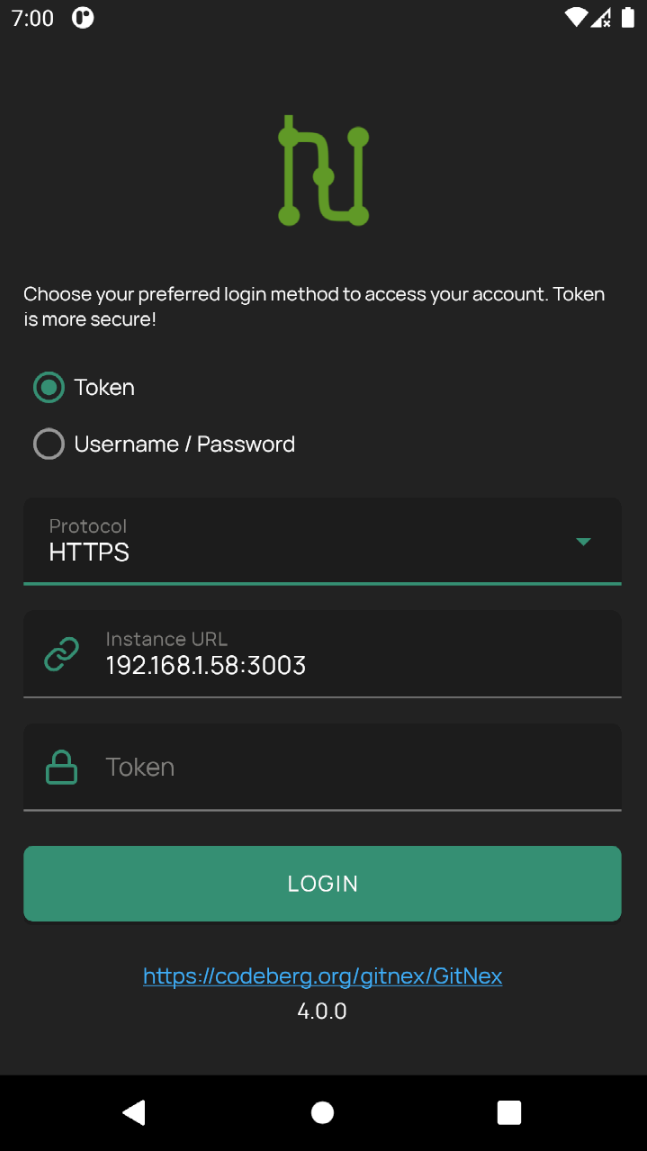 7:00
Choose your preferred login method to access your account. Token
is more secure!
Token
Username / Password
Protocol
HTTPS
Instance URL
192.168.1.58:3003
Token
LOGIN
https://codeberg.org/gitnex/GitNex
4.0.0